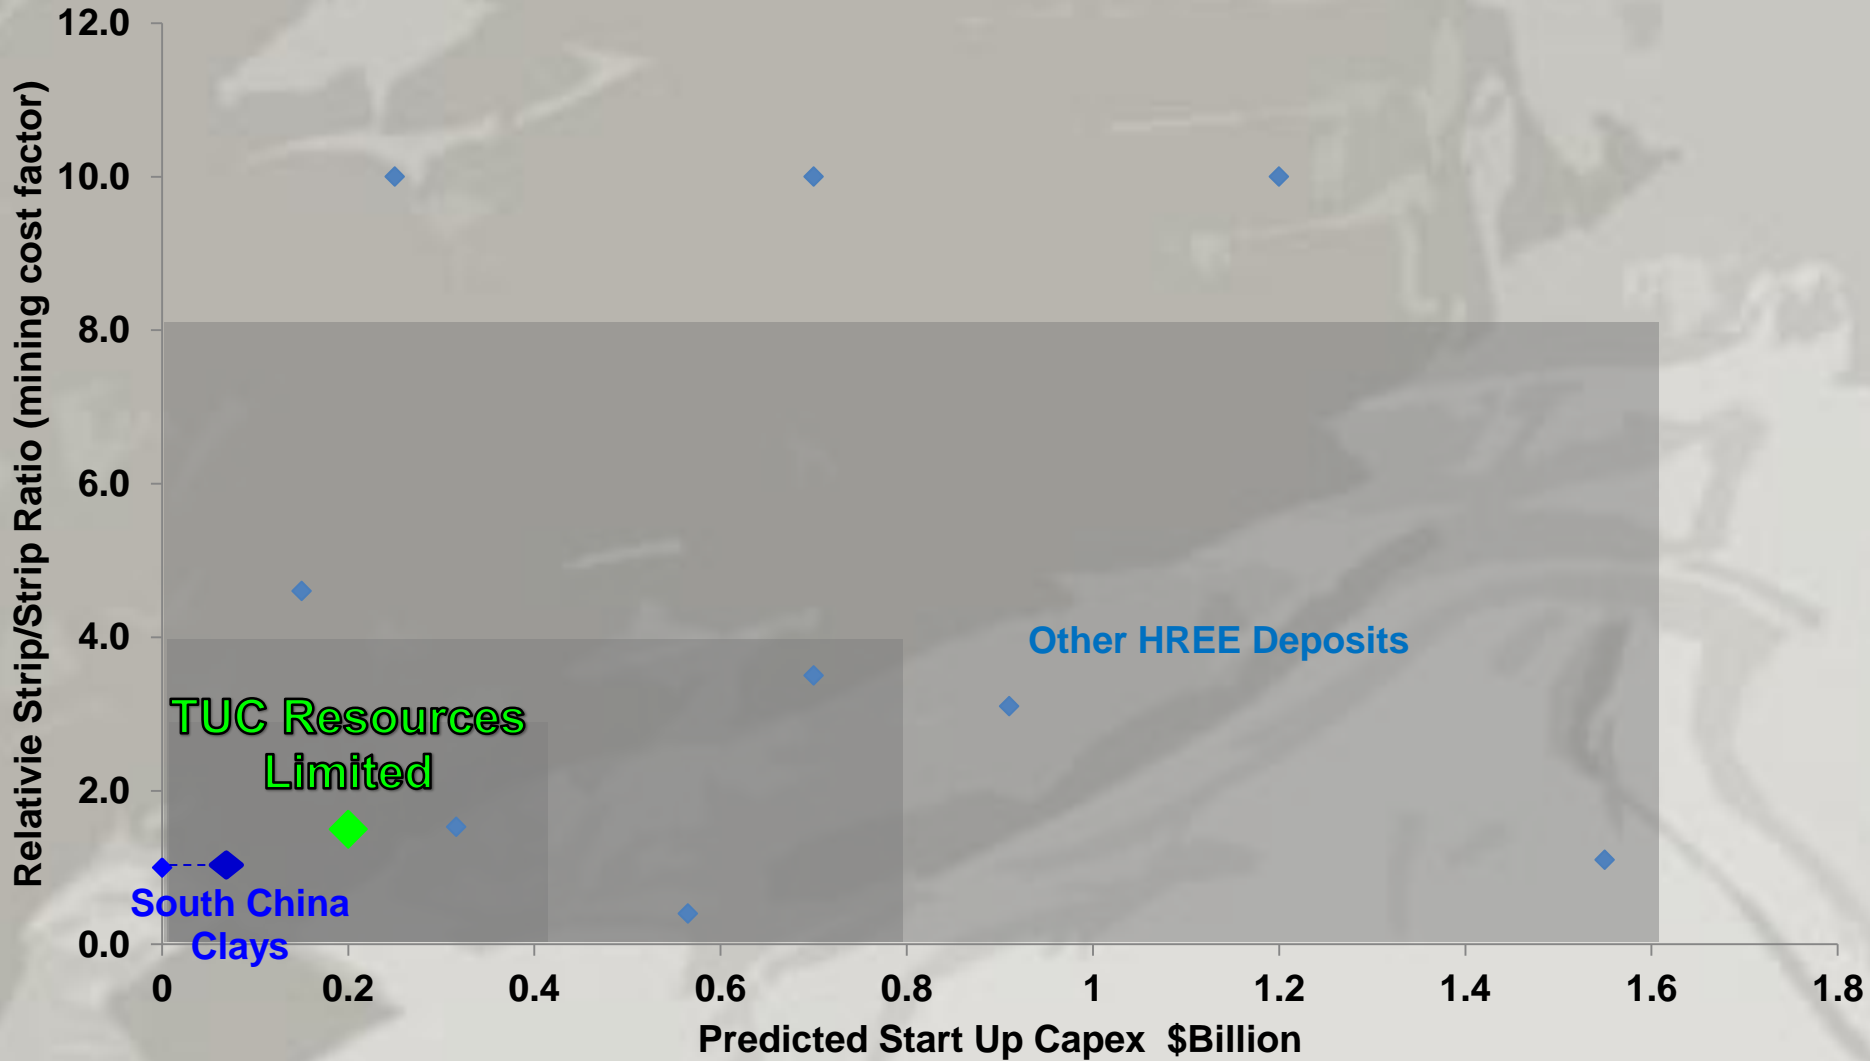 12.0
10.0
8.0
6.0
4.0
2.0
0.0
Relativie Strip/Strip Ratio (mining cost factor)
Other HREE Deposits
TUC Resources
Limited
South China
Clays
0 0.2 0.4 0.6 0.8 1 1.2 1.4 1.6 1.8
Predicted Start Up Capex $Billion